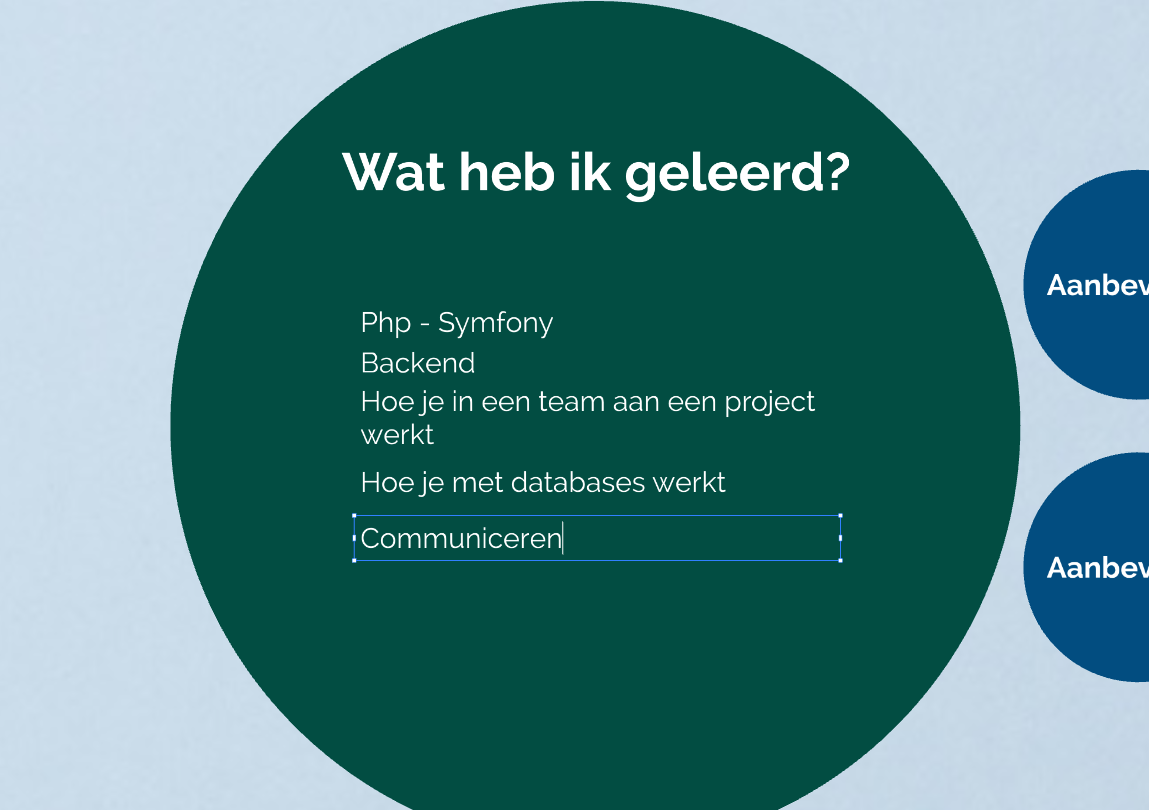 Wat heb ik geleerd?
Php - Symfony
Backend
Hoe je in een team aan een project
werkt
Hoe je met databases werkt
Communiceren
Aanbev
Aanbev